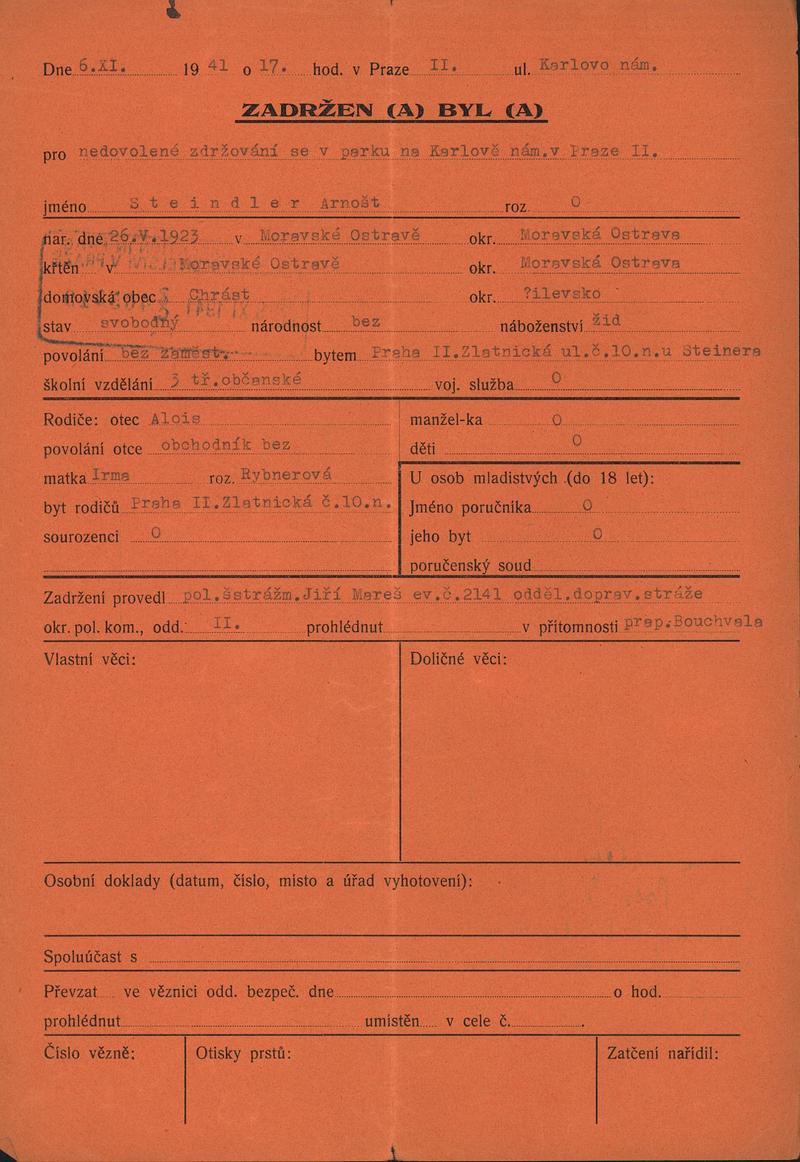 Dne 6.XI. 19 41 o 17. hod. v Praze II. ul. Karlovo nám.
ZADRŽEN (A) BYL (A)
pro nedovolené zdržování se v parku na Karlově nám.v Praze II.
jméno Steindler Arnošt roz. 0
nar. dne 26.V.1923 v Moravské Ostravě okr. Moravská Ostrava
křtěn v Moravské Ostravě okr. Moravská Ostrava
domovská obec Chrást okr. ?ilevsko
stav svobodný národnost bez náboženství žid
povolání bez zaměst. bytem Praha II.Zlatnická ul.č.10.n.u Steinera
školní vzdělání 3 tř.občanské voj. služba 0
Rodiče: otec Alois manžel-ka 0
povolání otce obchodník bez děti 0
matka Irma roz. Rybnerová U osob mladistvých (do 18 let):
byt rodičů Praha II.Zlatnická č.10.n. Jméno poručníka 0
sourozenci 0 jeho byt 0
poručenský soud
Zadržení provedl pol.šstrážm.Jiří Mareš ev.č.2141 odděl.doprav.stráže
okr. pol. kom., odd. II. prohlédnut v přítomnosti prap.Bouchvala
Vlastní věci: Doličné věci:
Osobní doklady (datum, číslo, místo a úřad vyhotovení):
Spoluúčast s
Převzat ve věznici odd. bezpeč. dne o hod.
prohlédnut umístěn v cele č.
Číslo vězně: Otisky prstů: Zatčení nařídil: